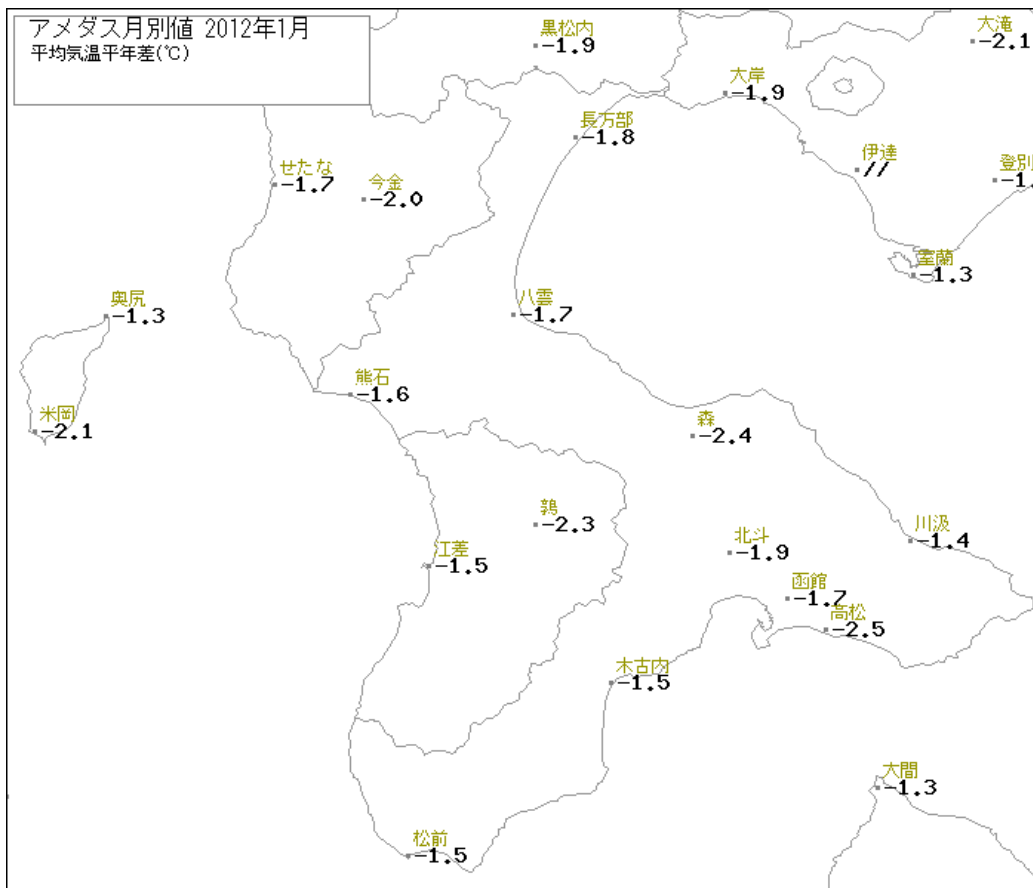 アメダス月別値 2012年1月
平均気温平年差(℃)
黒松内
-1.9
大滝
-2.1
大岸
-1.9
長万部
-1.8
せたな
-1.7
今金
-2.0
伊達
//
登別
-1.
室蘭
-1.3
奥尻
-1.3
八雲
-1.7
熊石
-1.6
米岡
-2.1
森
-2.4
鶉
-2.3
川汲
-1.4
北斗
-1.9
江差
-1.5
函館
-1.7
高松
-2.5
木古内
-1.5
大間
-1.3
松前
-1.5